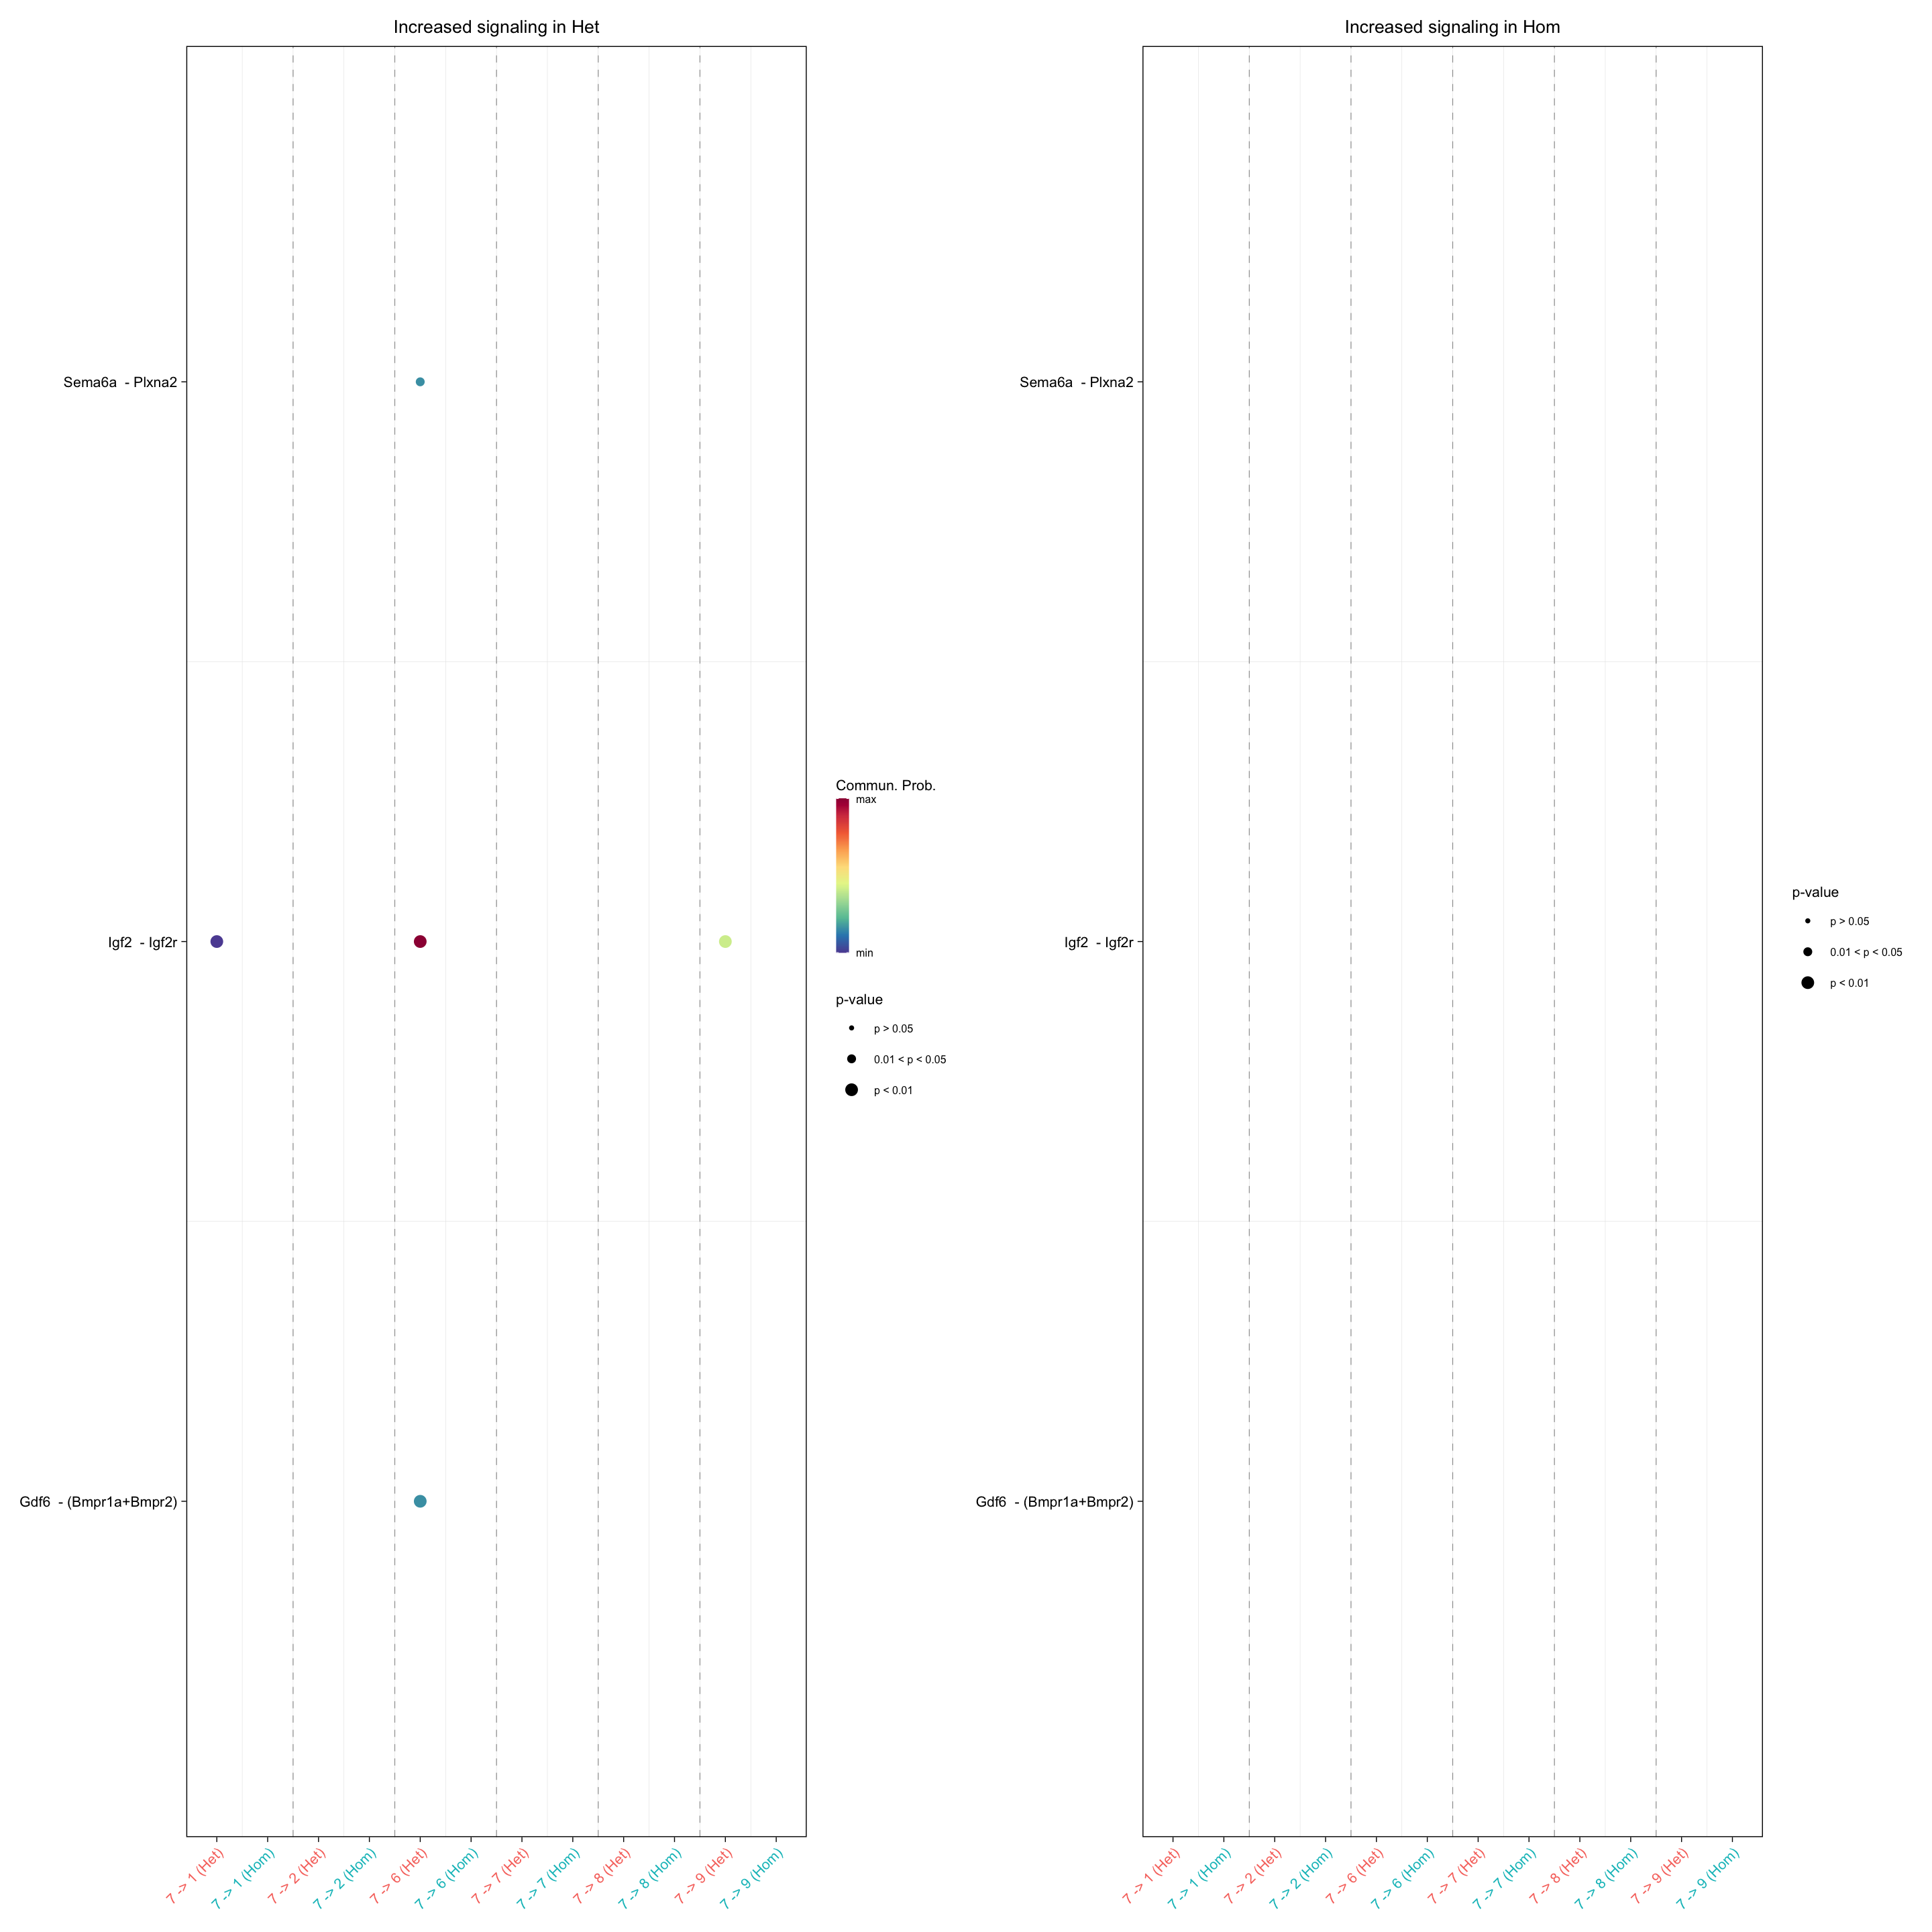 Increased signaling in Het
Sema6a - Plxna2
Igf2 - Igf2r
Gdf6 - (Bmpr1a+Bmpr2)
7 -> 1 (Het)
7 -> 1 (Hom)
7 -> 2 (Het)
7 -> 2 (Hom)
7 -> 6 (Het)
7 -> 6 (Hom)
7 -> 7 (Het)
7 -> 7 (Hom)
7 -> 8 (Het)
7 -> 8 (Hom)
7 -> 9 (Het)
7 -> 9 (Hom)
Commun. Prob.
max
min
p-value
p > 0.05
0.01 < p < 0.05
p < 0.01
Increased signaling in Hom
Sema6a - Plxna2
Igf2 - Igf2r
Gdf6 - (Bmpr1a+Bmpr2)
7 -> 1 (Het)
7 -> 1 (Hom)
7 -> 2 (Het)
7 -> 2 (Hom)
7 -> 6 (Het)
7 -> 6 (Hom)
7 -> 7 (Het)
7 -> 7 (Hom)
7 -> 8 (Het)
7 -> 8 (Hom)
7 -> 9 (Het)
7 -> 9 (Hom)
p-value
p > 0.05
0.01 < p < 0.05
p < 0.01